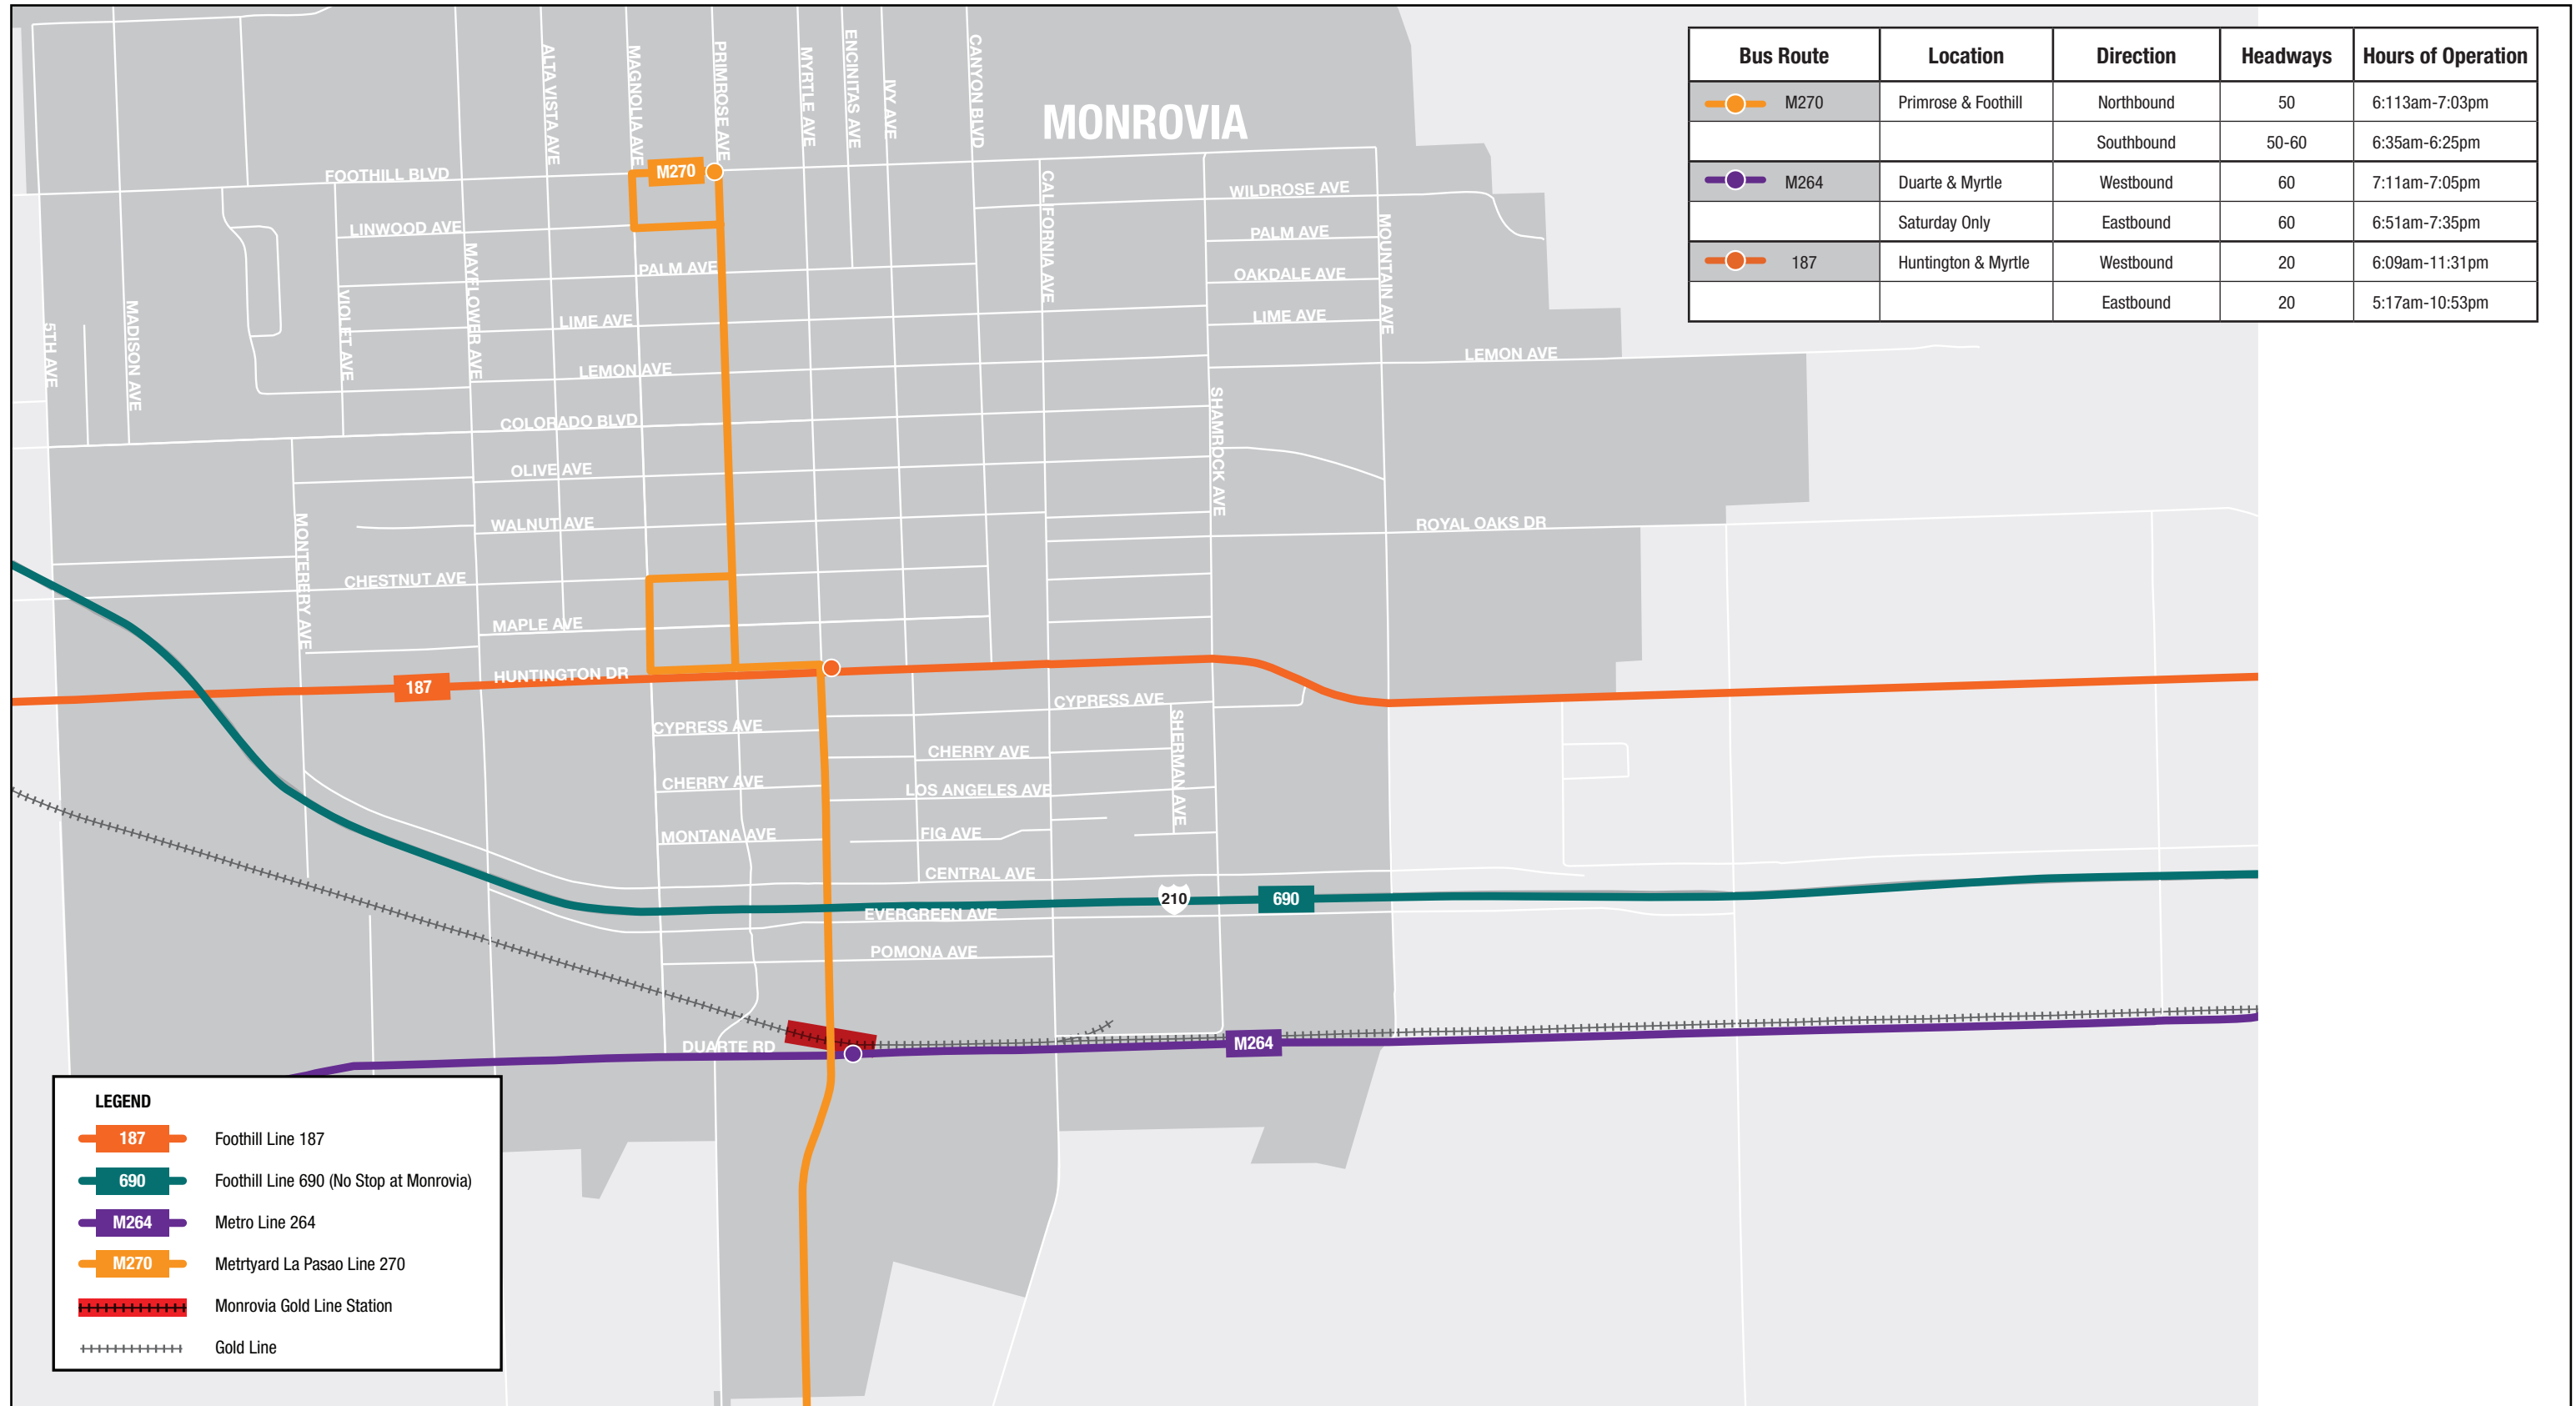 Bus Route Location Direction Headways Hours of Operation
M270 Primrose & Foothill Northbound 50 6:113am-7:03pm
Southbound 50-60 6:35am-6:25pm
M264 Duarte & Myrtle Westbound 60 7:11am-7:05pm
Saturday Only Eastbound 60 6:51am-7:35pm
187 Huntington & Myrtle Westbound 20 6:09am-11:31pm
Eastbound 20 5:17am-10:53pm
MONROVIA
ALTA VISTA AVE
MAGNOLIA AVE
PRIMROSE AVE
MYRTLE AVE
ENCINITAS AVE
IVY AVE
CANYON BLVD
FOOTHILL BLVD
M270
WILDROSE AVE
LINWOOD AVE
PALM AVE
PALM AVE
OAKDALE AVE
CALIFORNIA AVE
MOUNTAIN AVE
MAYFLOWER AVE
VIOLET AVE
MADISON AVE
5TH AVE
LIME AVE
LIME AVE
LEMON AVE
LEMON AVE
COLORADO BLVD
SHAMROCK AVE
OLIVE AVE
WALNUT AVE
ROYAL OAKS DR
MONTEREY AVE
CHESTNUT AVE
MAPLE AVE
HUNTINGTON DR
187
CYPRESS AVE
CYPRESS AVE
SHERMAN AVE
CHERRY AVE
CHERRY AVE
LOS ANGELES AVE
MONTANA AVE
FIG AVE
CENTRAL AVE
210
690
EVERGREEN AVE
POMONA AVE
DUARTE RD
M264
LEGEND
187 Foothill Line 187
690 Foothill Line 690 (No Stop at Monrovia)
M264 Metro Line 264
M270 Metrtyard La Pasao Line 270
Monrovia Gold Line Station
Gold Line